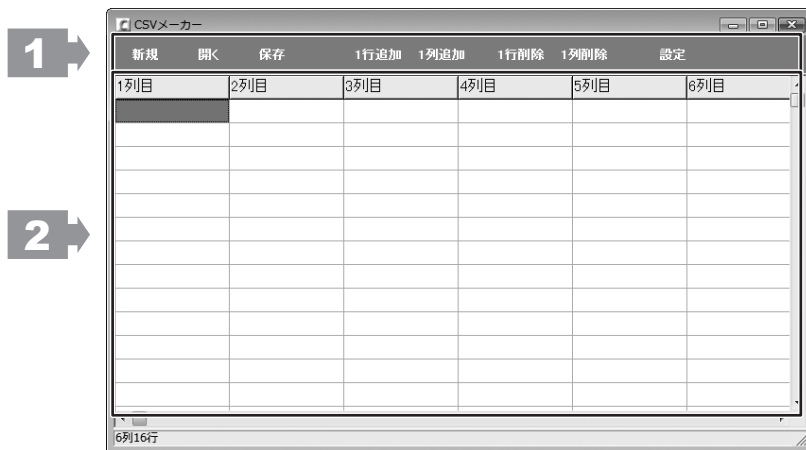 CSVメーカー
1
新規 開く 保存 1行追加 1列追加 1行削除 1列削除 設定
1列目 2列目 3列目 4列目 5列目 6列目
2
6列16行